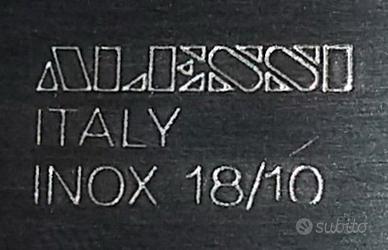 ALESSI
ITALY
INOX 18/10
subito